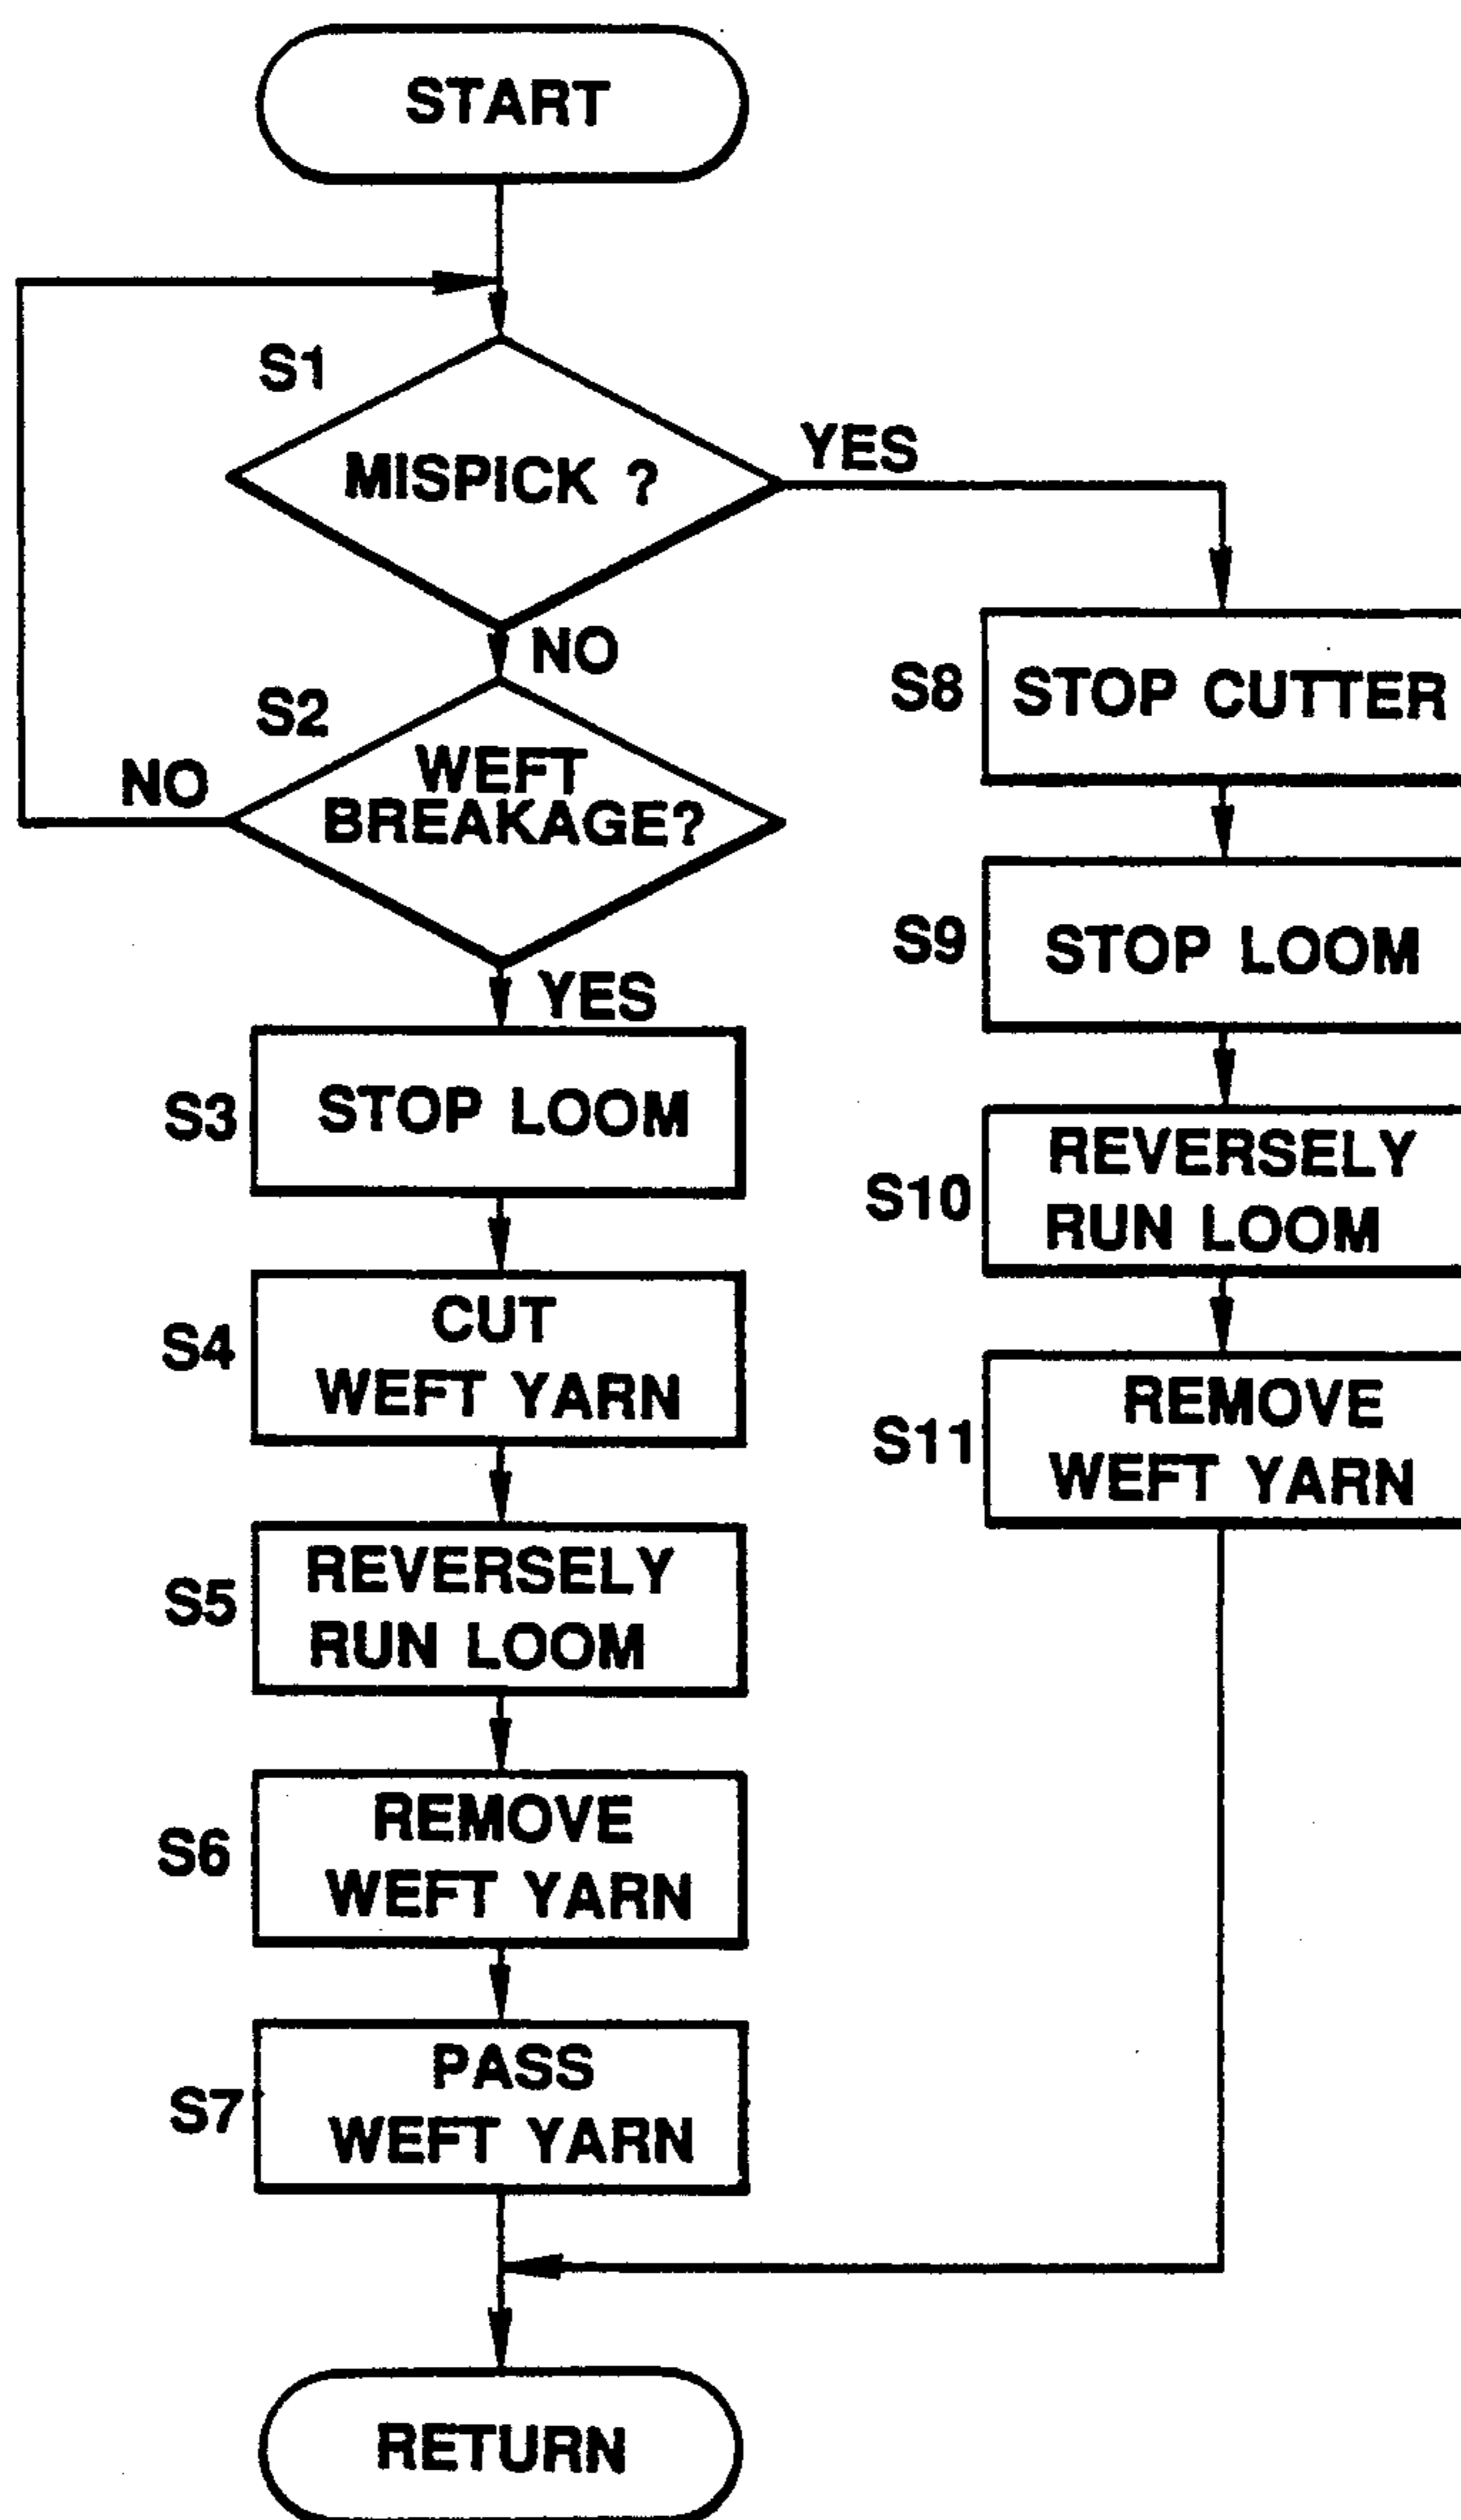 START
S1
MISPICK ?
YES
NO
S2
WEFT
BREAKAGE?
NO
YES
S3
STOP LOOM
S4
CUT
WEFT YARN
S5
REVERSELY
RUN LOOM
S6
REMOVE
WEFT YARN
S7
PASS
WEFT YARN
S8
STOP CUTTER
S9
STOP LOOM
S10
REVERSELY
RUN LOOM
S11
REMOVE
WEFT YARN
RETURN